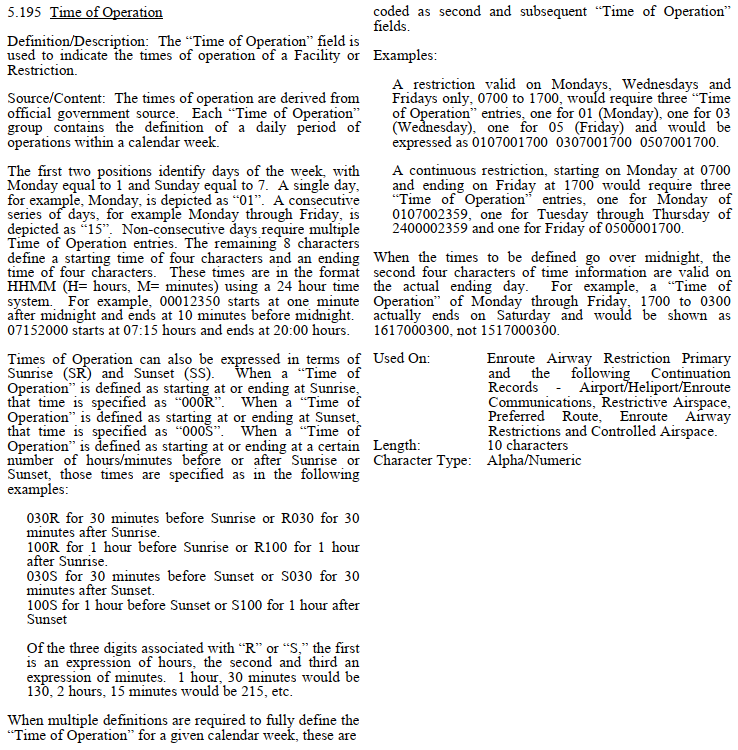 5.195 Time of Operation
Definition/Description: The “Time of Operation” field is
used to indicate the times of operation of a Facility or
Restriction.
Source/Content: The times of operation are derived from
official government source. Each “Time of Operation”
group contains the definition of a daily period of
operations within a calendar week.
The first two positions identify days of the week, with
Monday equal to 1 and Sunday equal to 7. A single day,
for example, Monday, is depicted as “01”. A consecutive
series of days, for example Monday through Friday, is
depicted as “15”. Non-consecutive days require multiple
Time of Operation entries. The remaining 8 characters
define a starting time of four characters and an ending
time of four characters. These times are in the format
HHMM (H= hours, M= minutes) using a 24 hour time
system. For example, 00012350 starts at one minute
after midnight and ends at 10 minutes before midnight.
07152000 starts at 07:15 hours and ends at 20:00 hours.
Times of Operation can also be expressed in terms of
Sunrise (SR) and Sunset (SS). When a “Time of
Operation” is defined as starting at or ending at Sunrise,
that time is specified as “000R”. When a “Time of
Operation” is defined as starting at or ending at Sunset,
that time is specified as “000S”. When a “Time of
Operation” is defined as starting at or ending at a certain
number of hours/minutes before or after Sunrise or
Sunset, those times are specified as in the following
examples:
030R for 30 minutes before Sunrise or R030 for 30
minutes after Sunrise.
100R for 1 hour before Sunrise or R100 for 1 hour
after Sunrise.
030S for 30 minutes before Sunset or S030 for 30
minutes after Sunset.
100S for 1 hour before Sunset or S100 for 1 hour after
Sunset
Of the three digits associated with “R” or “S,” the first
is an expression of hours, the second and third an
expression of minutes. 1 hour, 30 minutes would be
130, 2 hours, 15 minutes would be 215, etc.
When multiple definitions are required to fully define the
“Time of Operation” for a given calendar week, these are
coded as second and subsequent “Time of Operation”
fields.
Examples:
A restriction valid on Mondays, Wednesdays and
Fridays only, 0700 to 1700, would require three “Time
of Operation” entries, one for 01 (Monday), one for 03
(Wednesday), one for 05 (Friday) and would be
expressed as 0107001700 0307001700 0507001700.
A continuous restriction, starting on Monday at 0700
and ending on Friday at 1700 would require three
“Time of Operation” entries, one for Monday of
0107002359, one for Tuesday through Thursday of
2400002359 and one for Friday of 0500001700.
When the times to be defined go over midnight, the
second four characters of time information are valid on
the actual ending day. For example, a “Time of
Operation” of Monday through Friday, 1700 to 0300
actually ends on Saturday and would be shown as
1617000300, not 1517000300.
Used On: Enroute Airway Restriction Primary
and the following Continuation
Records - Airport/Heliport/Enroute
Communications, Restrictive Airspace,
Preferred Route, Enroute Airway
Restrictions and Controlled Airspace.
Length: 10 characters
Character Type: Alpha/Numeric